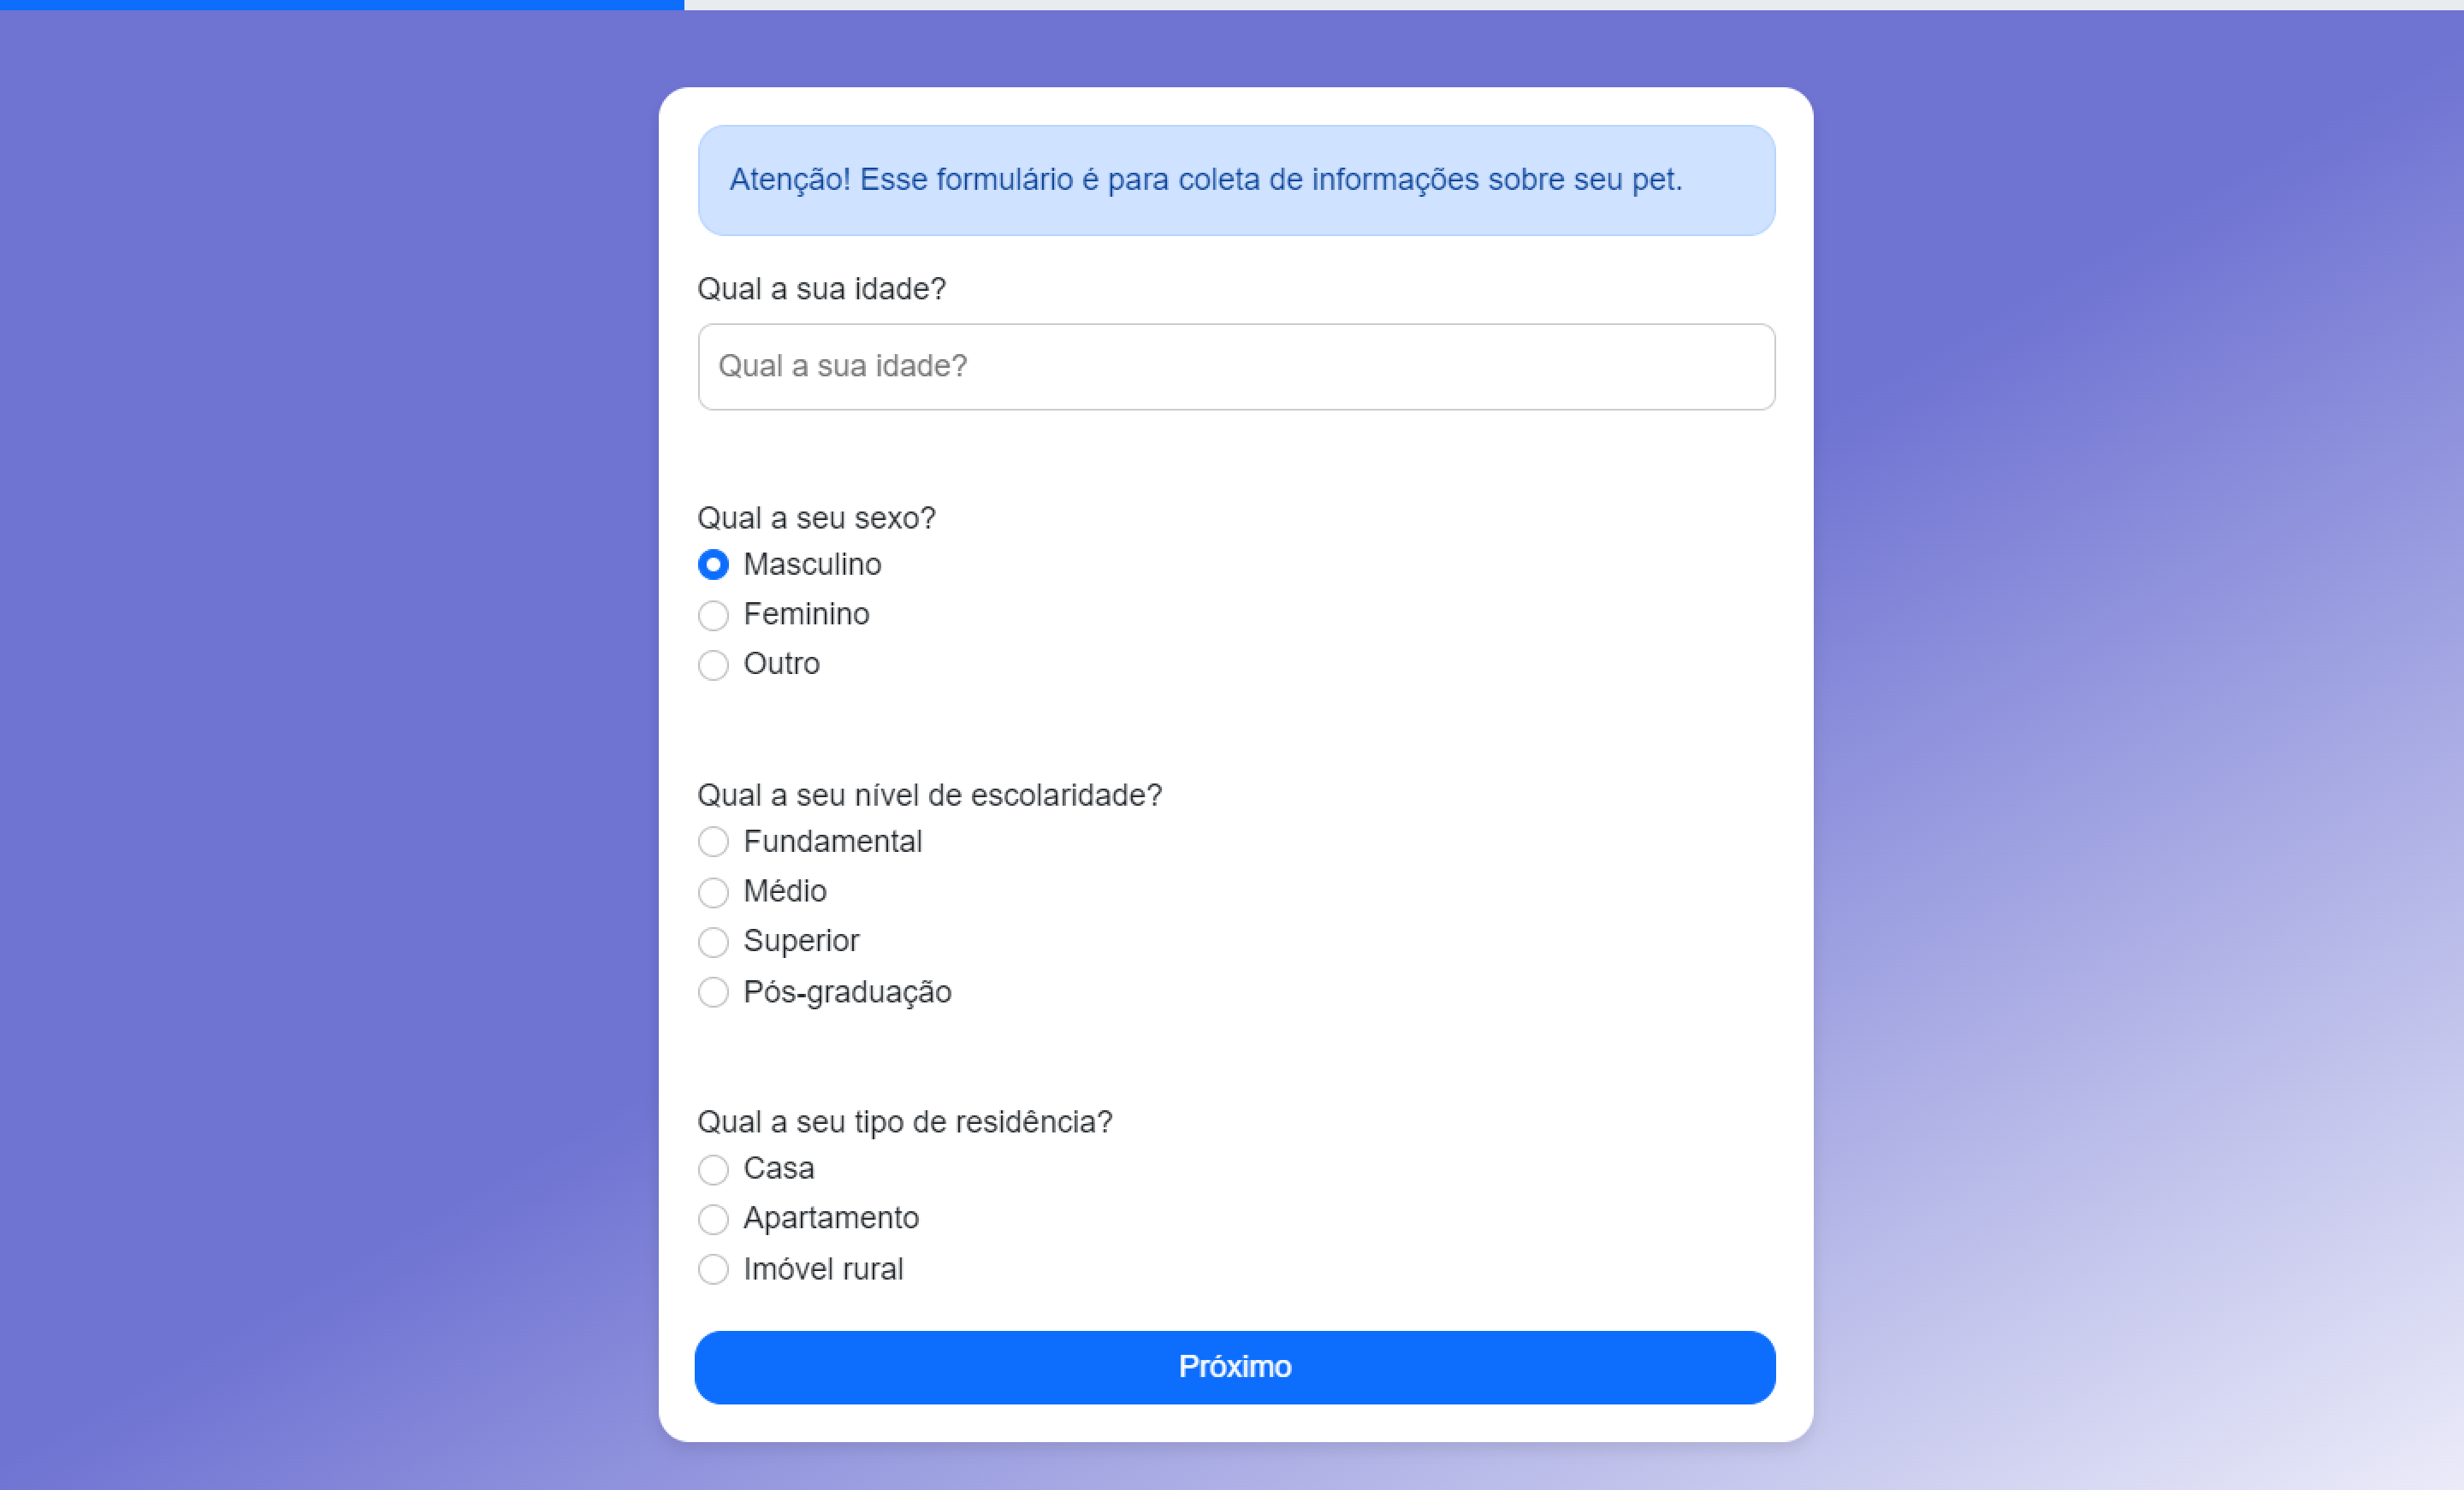 Atenção! Esse formulário é para coleta de informações sobre seu pet.
Qual a sua idade?
Qual a sua idade?
Qual a seu sexo?
Masculino
Feminino
Outro
Qual a seu nível de escolaridade?
Fundamental
Médio
Superior
Pós-graduação
Qual a seu tipo de residência?
Casa
Apartamento
Imóvel rural
Próximo